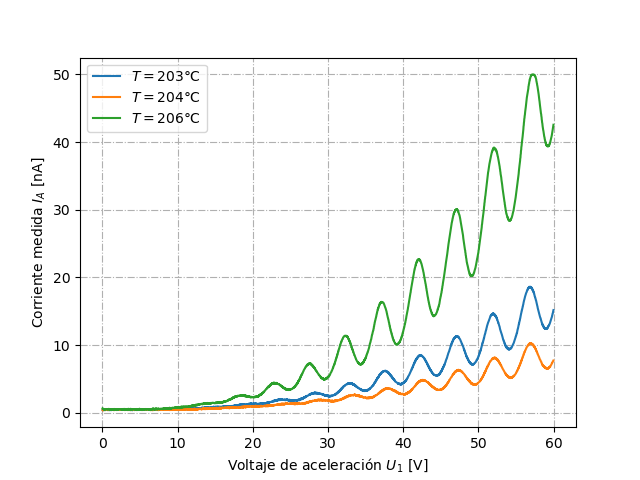 50
40
30
20
10
0
Corriente medida I_A [nA]
T = 203°C
T = 204°C
T = 206°C
0 10 20 30 40 50 60
Voltaje de aceleración U_1 [V]